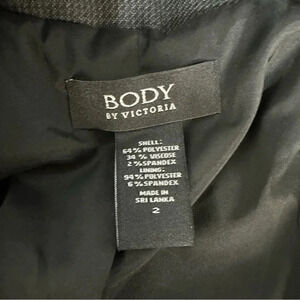 BODY
BY VICTORIA
SHELL:
64% POLYESTER
34% VISCOSE
2% SPANDEX
LINING:
94% POLYESTER
6% SPANDEX
MADE IN
SRI LANKA
2